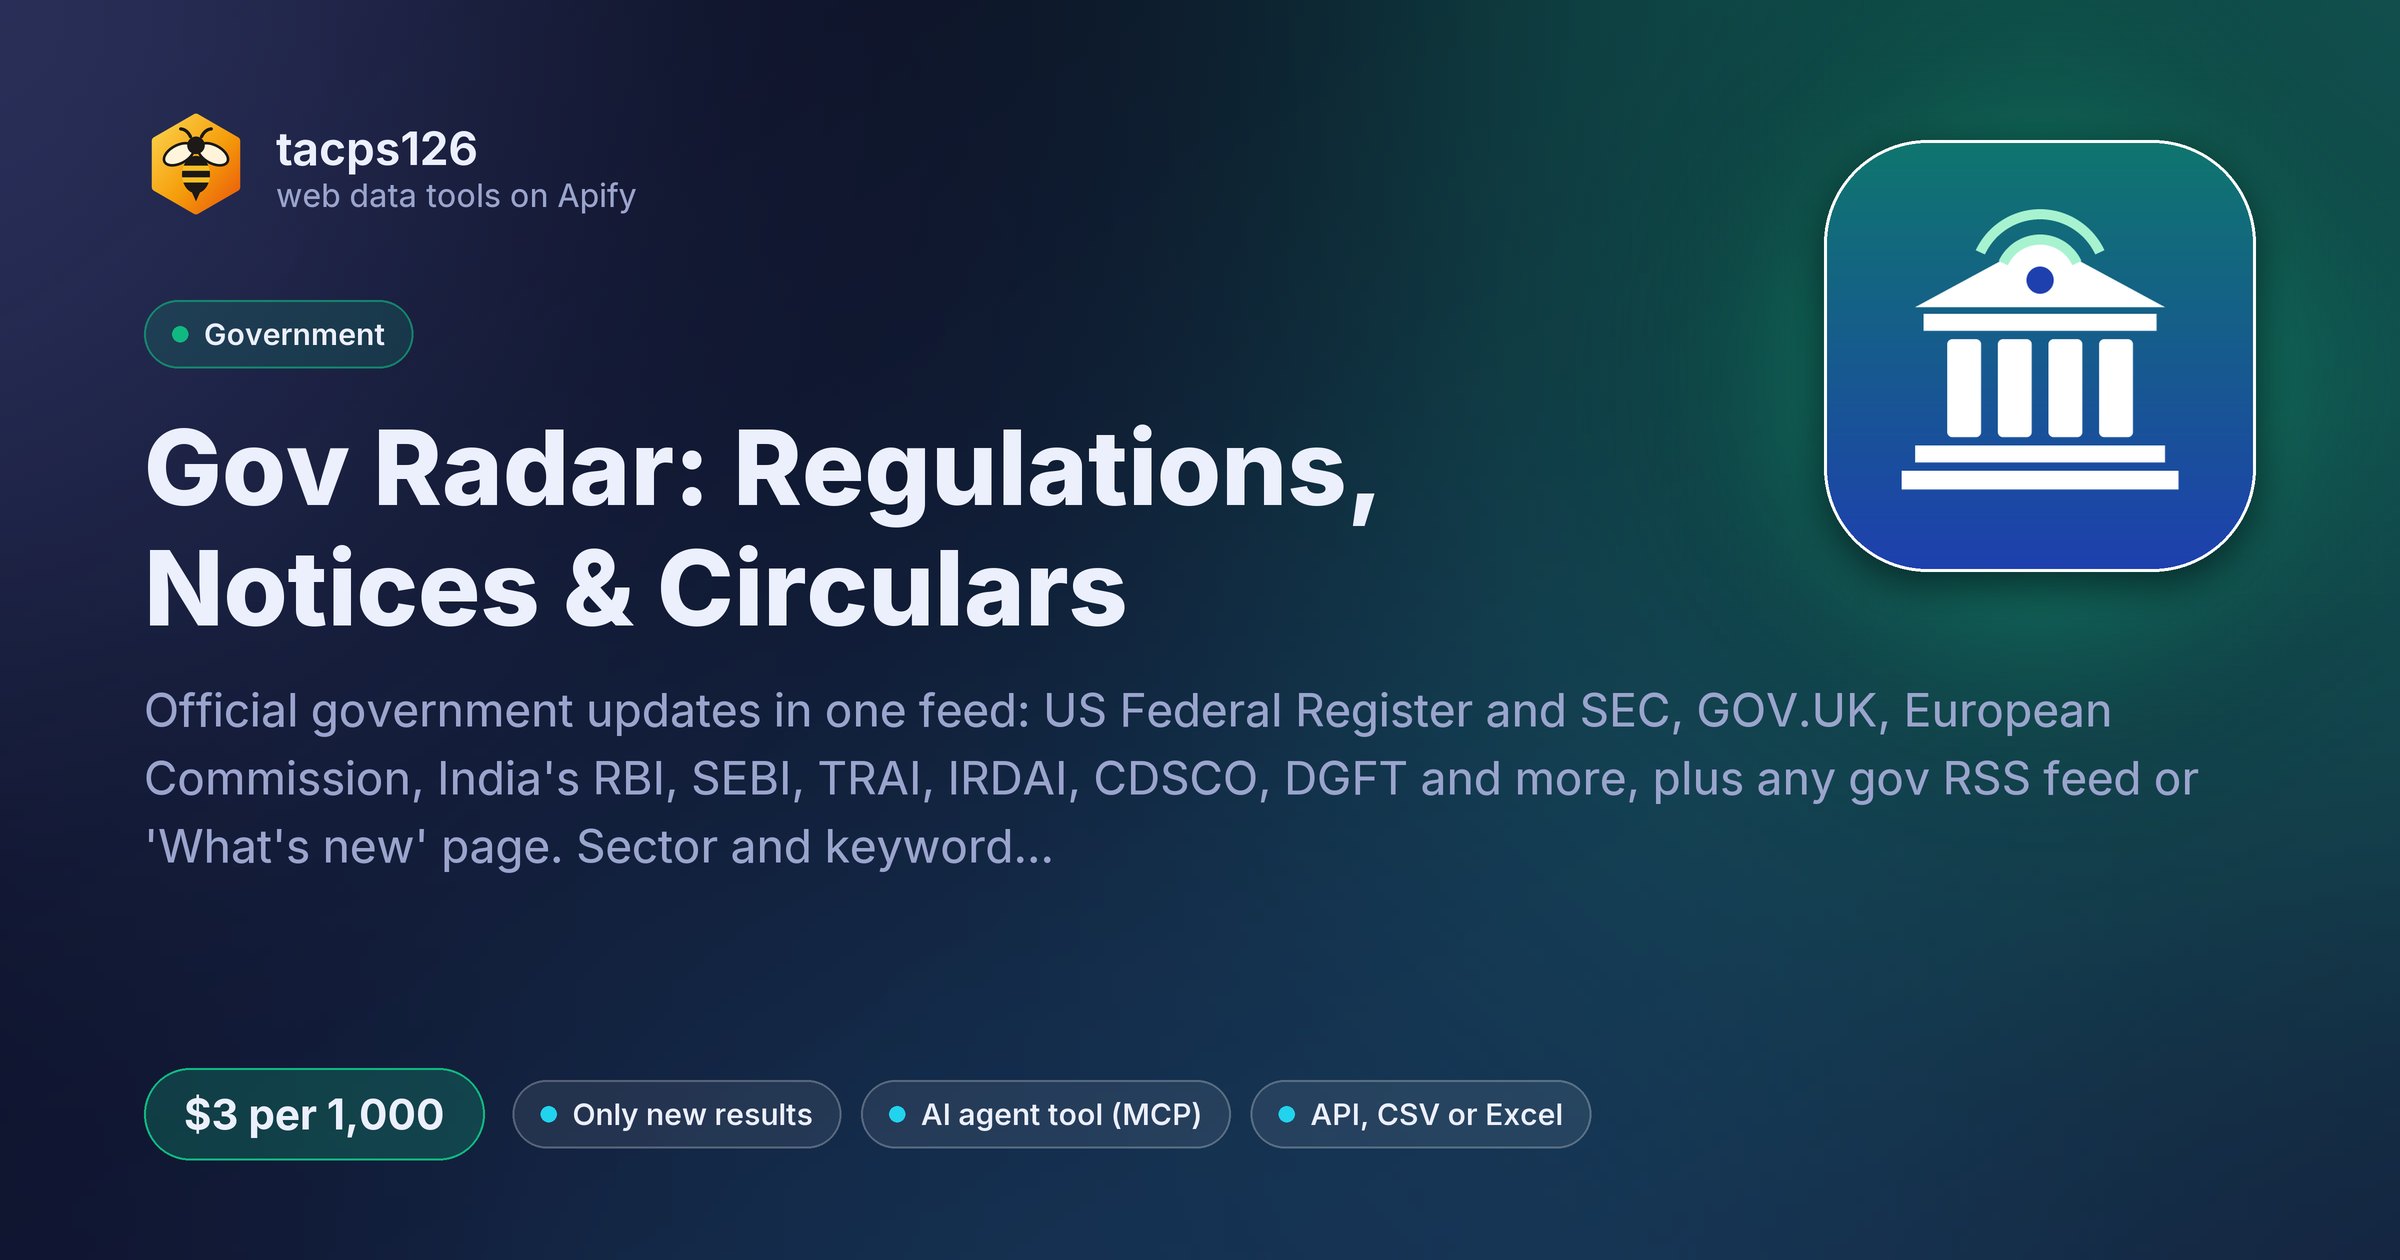 tacps126
web data tools on Apify
Government
Gov Radar: Regulations,
Notices & Circulars
Official government updates in one feed: US Federal Register and SEC, GOV.UK, European
Commission, India's RBI, SEBI, TRAI, IRDAI, CDSCO, DGFT and more, plus any gov RSS feed or
'What's new' page. Sector and keyword...
$3 per 1,000
Only new results
AI agent tool (MCP)
API, CSV or Excel